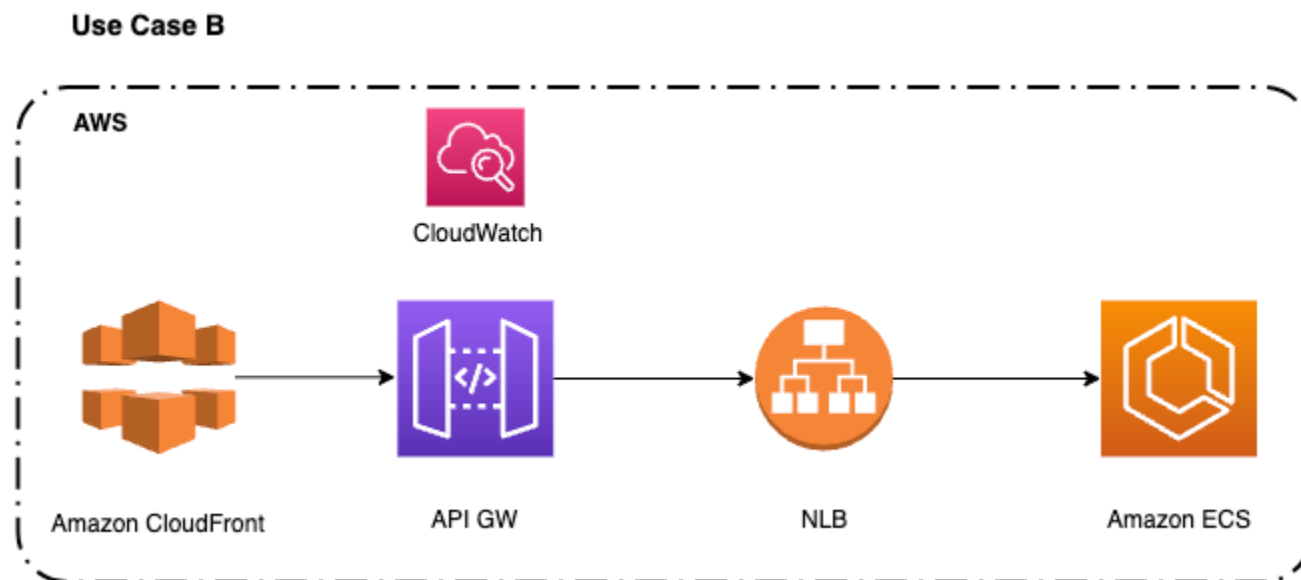 Use Case B
AWS
CloudWatch
</>
Amazon CloudFront
API GW
NLB
Amazon ECS